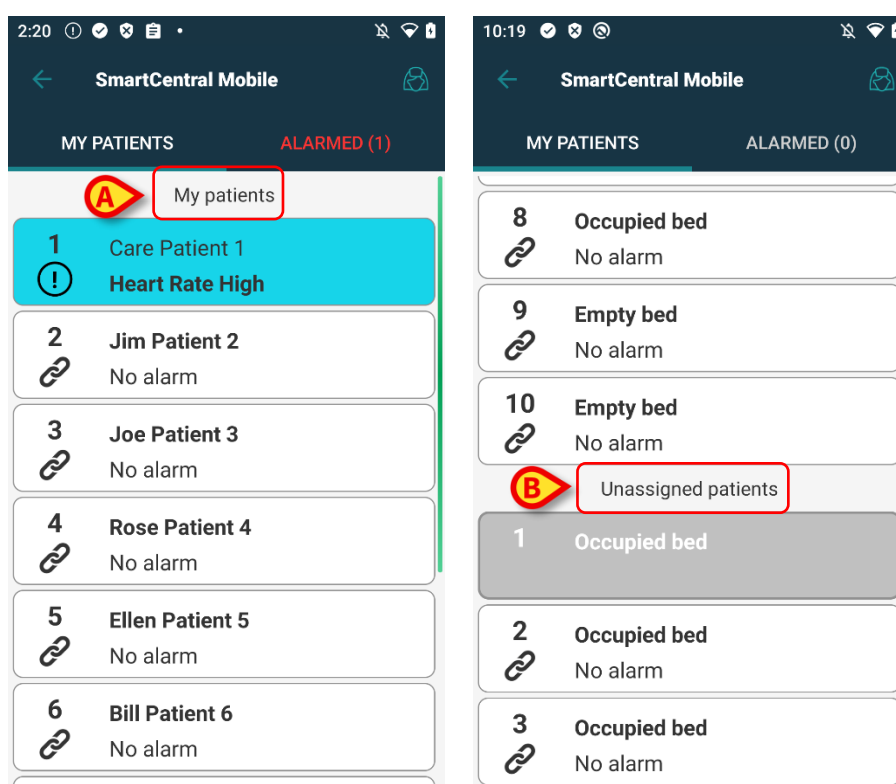 2:20
SmartCentral Mobile
MY PATIENTS ALARMED (1)
A My patients
1 Care Patient 1
! Heart Rate High
2 Jim Patient 2
No alarm
3 Joe Patient 3
No alarm
4 Rose Patient 4
No alarm
5 Ellen Patient 5
No alarm
6 Bill Patient 6
No alarm
10:19
SmartCentral Mobile
MY PATIENTS ALARMED (0)
8 Occupied bed
No alarm
9 Empty bed
No alarm
10 Empty bed
No alarm
B Unassigned patients
1 Occupied bed
2 Occupied bed
No alarm
3 Occupied bed
No alarm